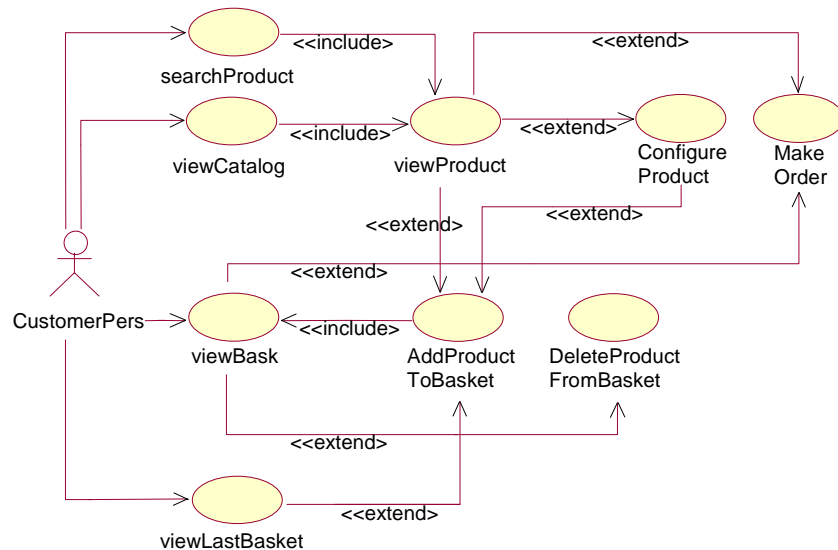 <<include>>
<<extend>>
searchProduct
<<include>>
<<extend>>
viewCatalog
viewProduct
Configure
Product
Make
Order
<<extend>>
<<extend>>
<<extend>>
CustomerPers
<<include>>
viewBask
AddProduct
ToBasket
DeleteProduct
FromBasket
<<extend>>
<<extend>>
viewLastBasket